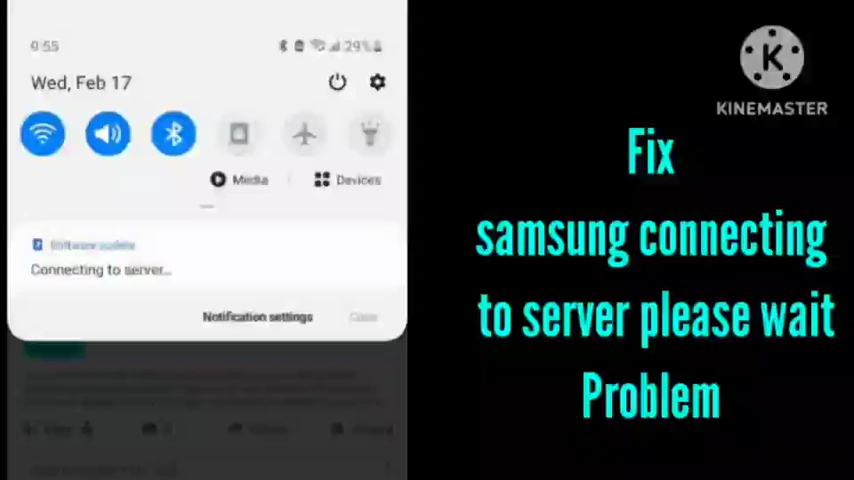 9:55
29%
Wed, Feb 17
Media
Devices
Software update
Connecting to server...
Notification settings
Clear
KINEMASTER
Fix
samsung connecting
to server please wait
Problem